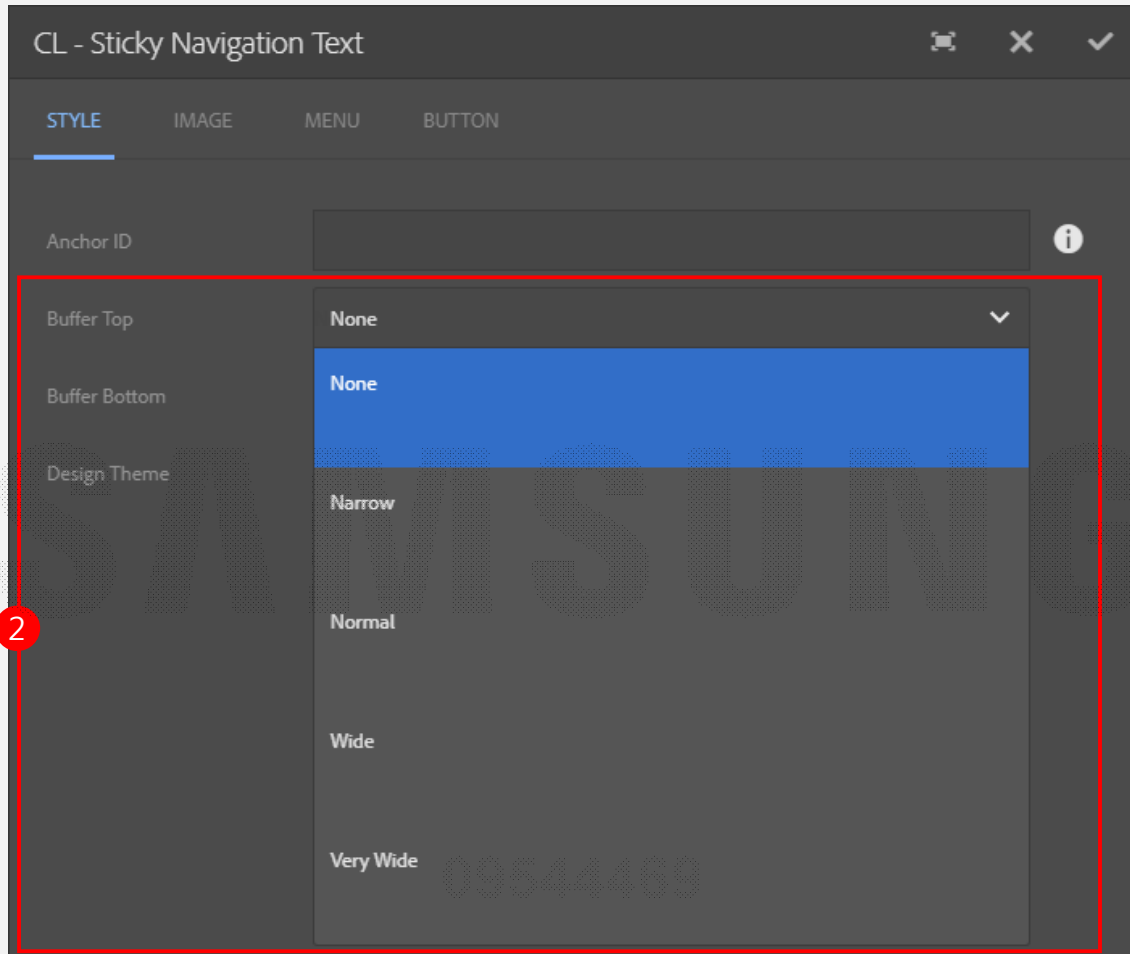 CL - Sticky Navigation Text
STYLE IMAGE MENU BUTTON
Anchor ID
Buffer Top None
None
Buffer Bottom
Design Theme
Narrow
SAMSUNG
Normal
2
Wide
Very Wide
09544469